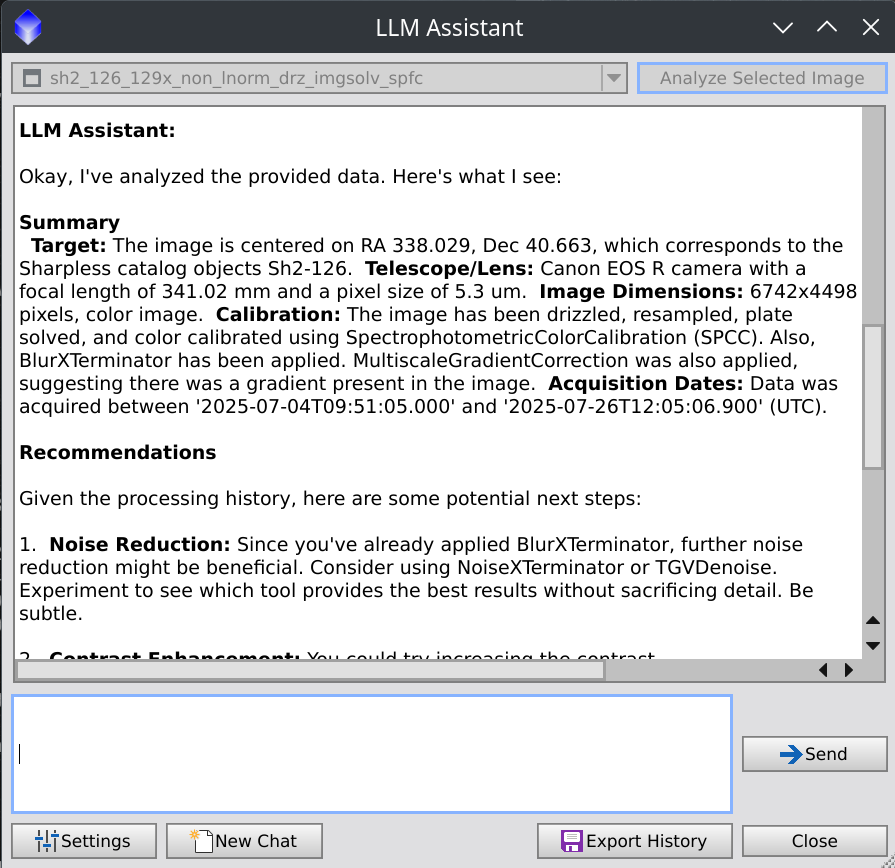 LLM Assistant
sh2_126_129x_non_lnorm_drz_imgsolv_spfc
Analyze Selected Image
LLM Assistant:
Okay, I've analyzed the provided data. Here's what I see:
Summary
Target: The image is centered on RA 338.029, Dec 40.663, which corresponds to the
Sharpless catalog objects Sh2-126.  Telescope/Lens: Canon EOS R camera with a
focal length of 341.02 mm and a pixel size of 5.3 um.  Image Dimensions: 6742x4498
pixels, color image.  Calibration: The image has been drizzled, resampled, plate
solved, and color calibrated using SpectrophotometricColorCalibration (SPCC). Also,
BlurXTerminator has been applied. MultiscaleGradientCorrection was also applied,
suggesting there was a gradient present in the image.  Acquisition Dates: Data was
acquired between '2025-07-04T09:51:05.000' and '2025-07-26T12:05:06.900' (UTC).
Recommendations
Given the processing history, here are some potential next steps:
1.  Noise Reduction: Since you've already applied BlurXTerminator, further noise
reduction might be beneficial. Consider using NoiseXTerminator or TGVDenoise.
Experiment to see which tool provides the best results without sacrificing detail. Be
subtle.
2.  Contrast Enhancement: You could try increasing the contrast
Send
Settings
New Chat
Export History
Close